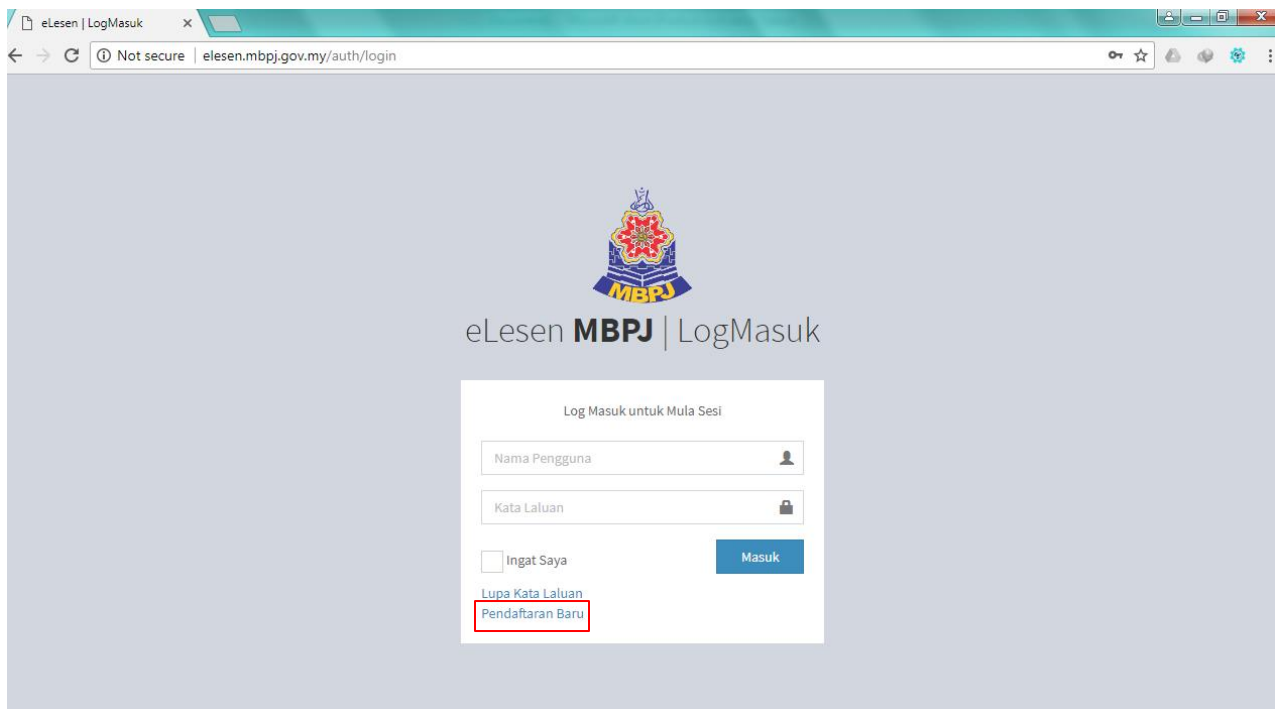 eLesen | LogMasuk
Not secure | elesen.mbpj.gov.my/auth/login
MBPJ
eLesen MBPJ | LogMasuk
Log Masuk untuk Mula Sesi
Nama Pengguna
Kata Laluan
Ingat Saya
Masuk
Lupa Kata Laluan
Pendaftaran Baru